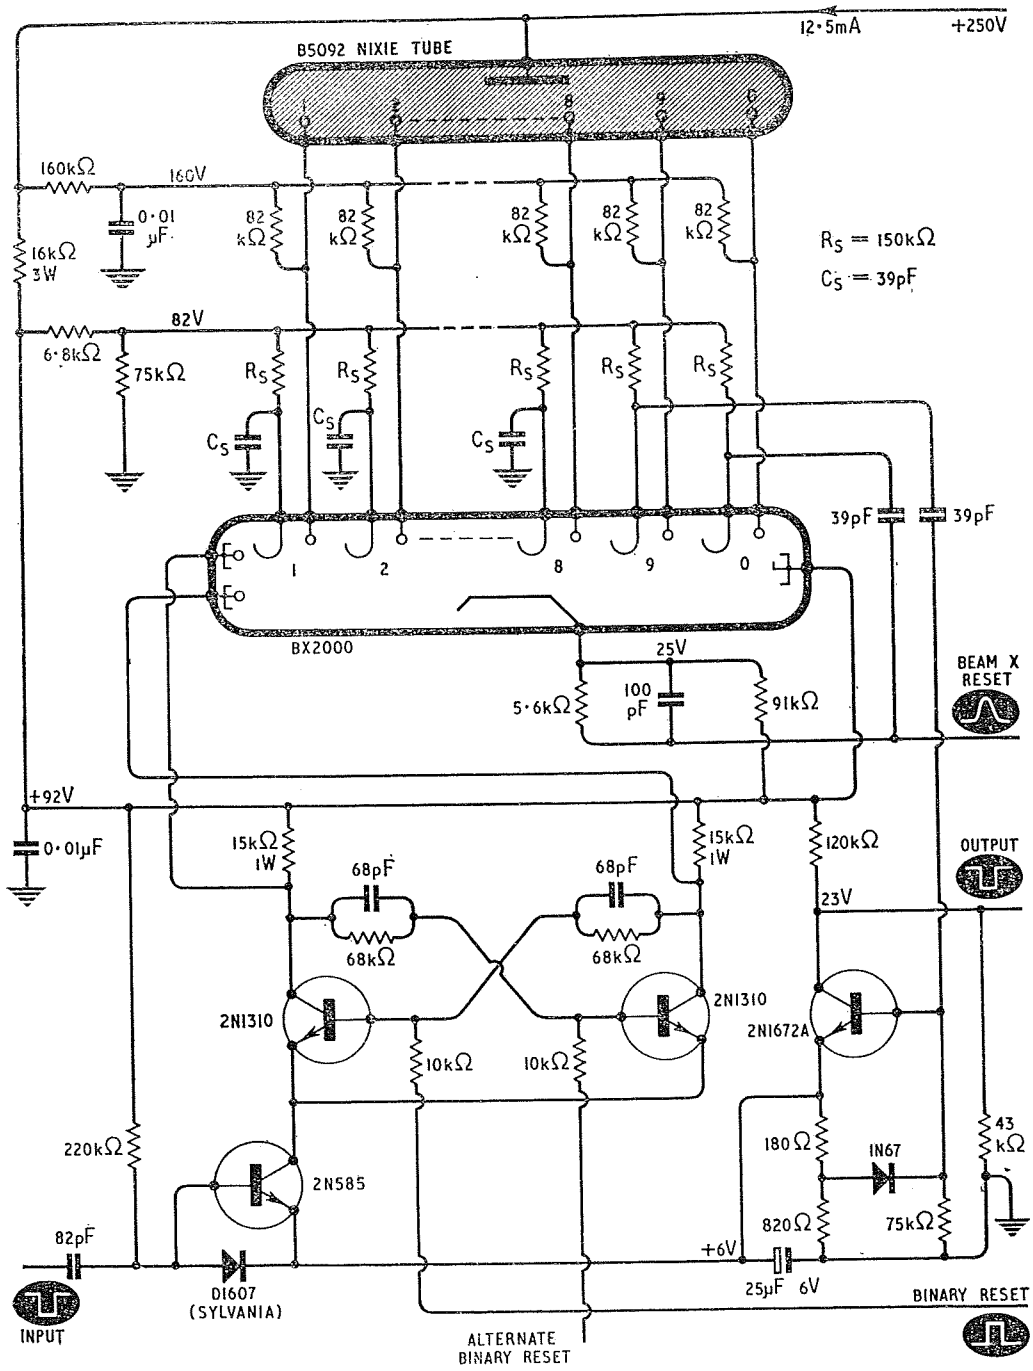 12·5mA
+250V
B5092 NIXIE TUBE
1
2
8
9
0
160kΩ
160V
0·01
µF
82
kΩ
82
kΩ
82
kΩ
82
kΩ
82
kΩ
16kΩ
3W
RS = 150kΩ
CS = 39pF
82V
6·8kΩ
75kΩ
RS
RS
RS
RS
RS
CS
CS
CS
39pF
39pF
1
2
8
9
0
BX2000
25V
5·6kΩ
100
pF
91kΩ
BEAM X
RESET
+92V
0·01µF
15kΩ
1W
15kΩ
1W
120kΩ
OUTPUT
68pF
68pF
23V
68kΩ
68kΩ
2N1310
2N1310
2N1672A
10kΩ
10kΩ
220kΩ
2N585
180Ω
1N67
43
kΩ
820Ω
75kΩ
82pF
+6V
D1607
(SYLVANIA)
25µF 6V
INPUT
BINARY RESET
ALTERNATE
BINARY RESET